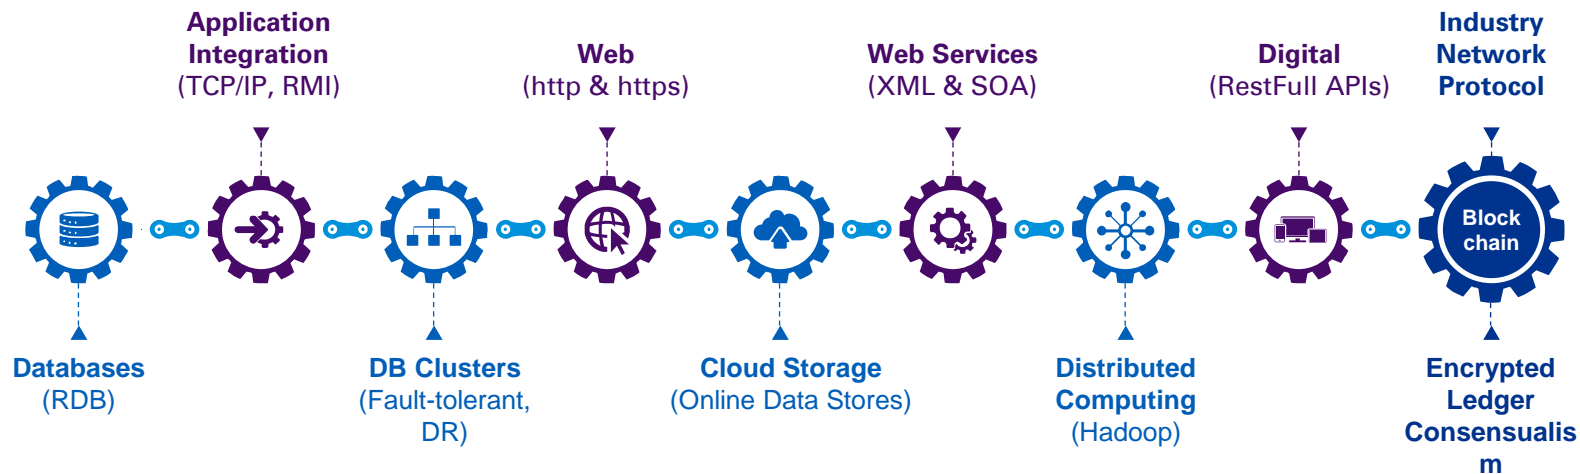 Application
Integration
(TCP/IP, RMI)
Web
(http & https)
Web Services
(XML & SOA)
Digital
(RestFull APIs)
Industry
Network
Protocol
Block
chain
Databases
(RDB)
DB Clusters
(Fault-tolerant,
DR)
Cloud Storage
(Online Data Stores)
Distributed
Computing
(Hadoop)
Encrypted
Ledger
Consensualis
m